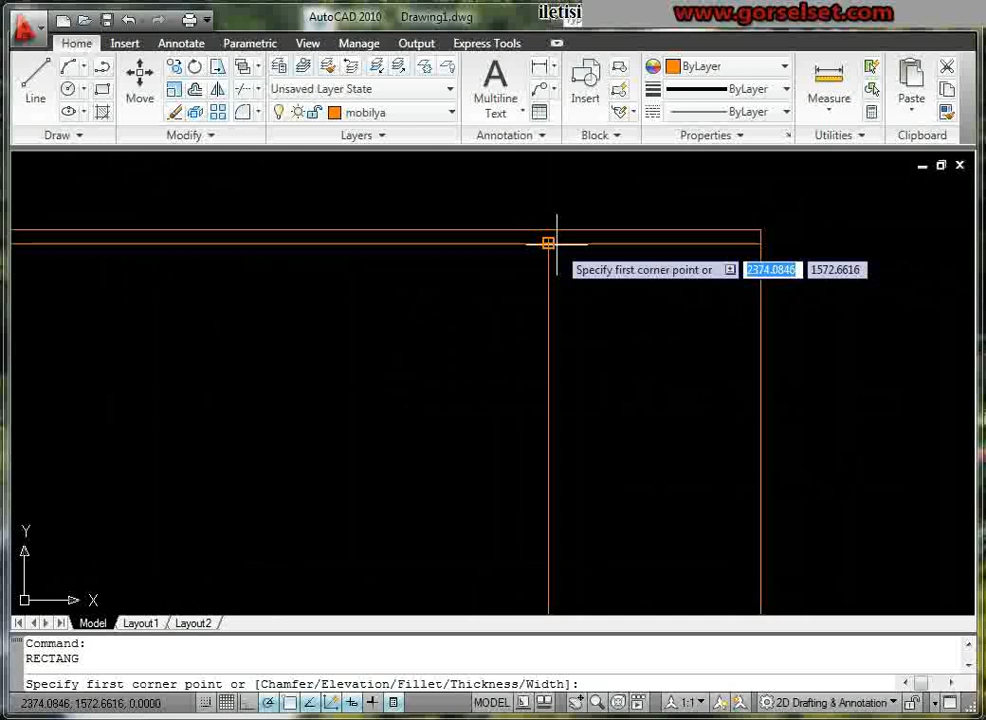 iletisi
www.gorselset.com
AutoCAD 2010 Drawing1.dwg
Home Insert Annotate Parametric View Manage Output Express Tools
Unsaved Layer State
ByLayer
ByLayer
ByLayer
mobilya
Line
Move
Multiline
Text
Insert
Measure
Paste
Draw
Modify
Layers
Annotation
Block
Properties
Utilities
Clipboard
Specify first corner point or 2374.0846 1572.6616
Y
X
Model Layout1 Layout2
Command:
RECTANG
Specify first corner point or [Chamfer/Elevation/Fillet/Thickness/Width]:
2374.0846, 1572.6616, 0.0000 MODEL 1:1 2D Drafting & Annotation